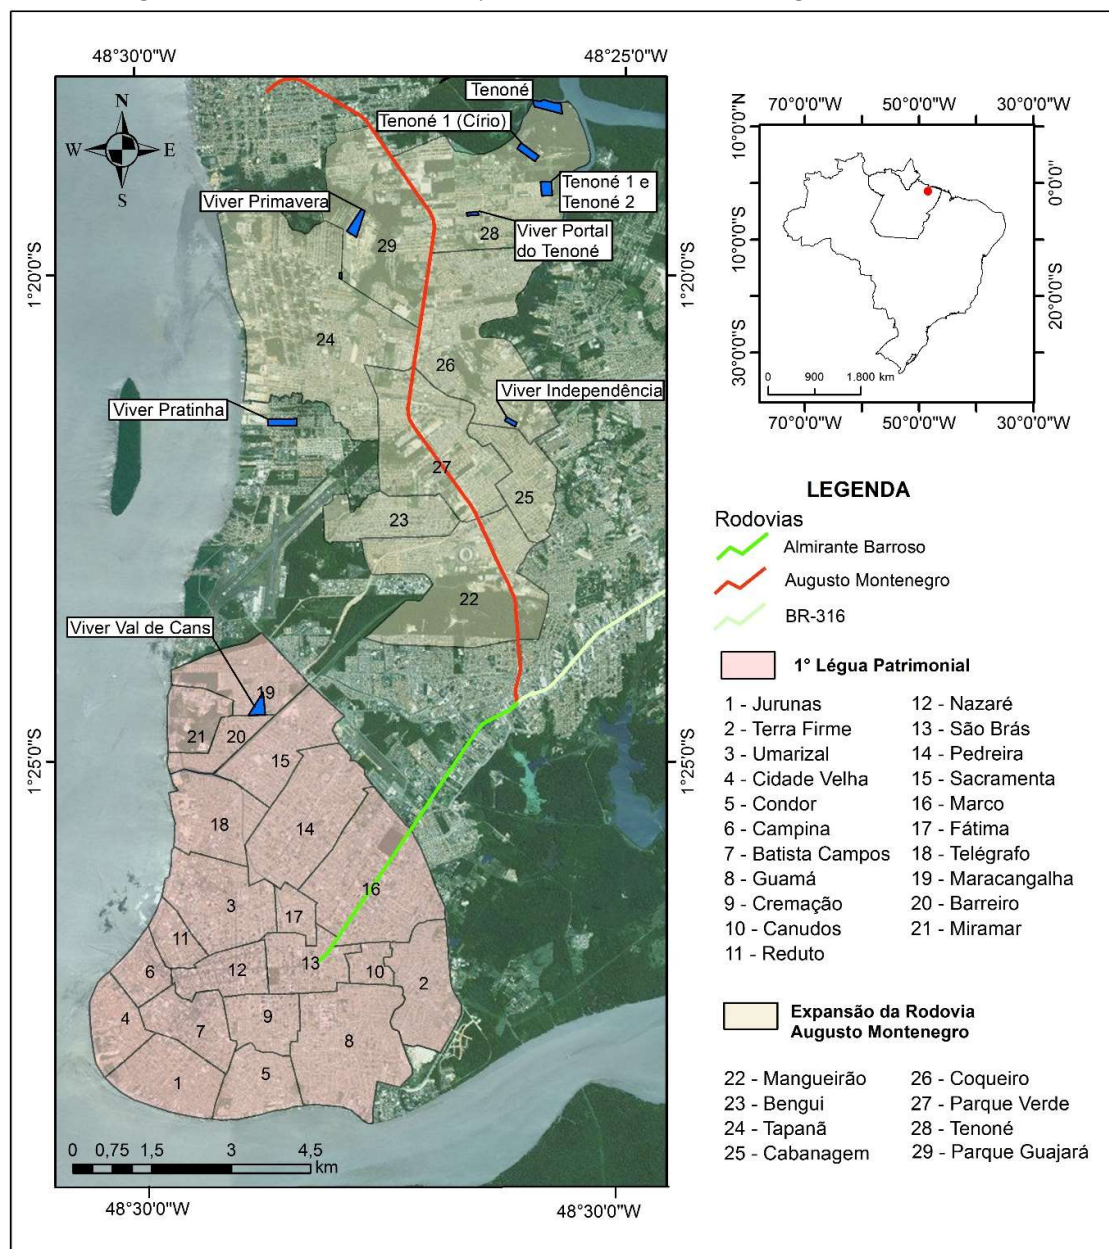 48°30'0"W
48°25'0"W
N
W
E
S
Tenoné
Tenoné 1 (Círio)
Tenoné 1 e
Tenoné 2
Viver Primavera
Viver Portal
do Tenoné
29
28
1°20'0"S
1°20'0"S
24
26
Viver Pratinha
Viver Independência
27
25
23
22
Viver Val de Cans
19
21
20
15
1°25'0"S
1°25'0"S
18
14
16
3
17
11
13
12
10
6
2
4
7
9
8
1
5
0 0,75 1,5 3 4,5
km
48°30'0"W
48°30'0"W
70°0'0"W 50°0'0"W 30°0'0"W
10°0'0"N
0°0'0"
10°0'0"S
20°0'0"S
30°0'0"S
0 900 1.800 km
70°0'0"W 50°0'0"W 30°0'0"W
LEGENDA
Rodovias
Almirante Barroso
Augusto Montenegro
BR-316
1° Légua Patrimonial
1 - Jurunas
2 - Terra Firme
3 - Umarizal
4 - Cidade Velha
5 - Condor
6 - Campina
7 - Batista Campos
8 - Guamá
9 - Cremação
10 - Canudos
11 - Reduto
12 - Nazaré
13 - São Brás
14 - Pedreira
15 - Sacramenta
16 - Marco
17 - Fátima
18 - Telégrafo
19 - Maracangalha
20 - Barreiro
21 - Miramar
Expansão da Rodovia
Augusto Montenegro
22 - Mangueirão
23 - Bengui
24 - Tapanã
25 - Cabanagem
26 - Coqueiro
27 - Parque Verde
28 - Tenoné
29 - Parque Guajará